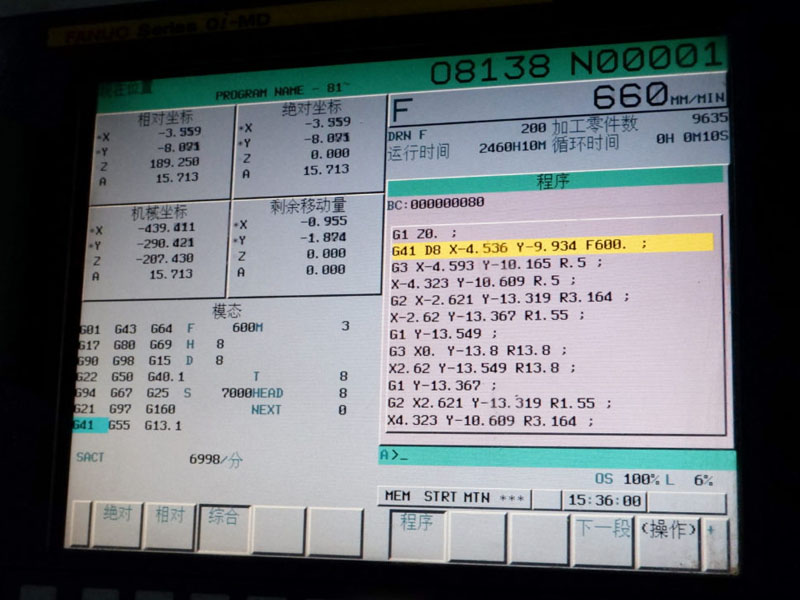 FANUC Series 0i-MD
现在位置
PROGRAM NAME - 81~
O8138 N00001
相对坐标
*X -3.559
*Y -8.071
Z 189.250
A 15.713
绝对坐标
*X -3.559
*Y -8.071
Z 0.000
A 15.713
机械坐标
*X -439.411
*Y -290.421
Z -207.430
A 15.713
剩余移动量
*X -0.955
*Y -1.874
Z 0.000
A 0.000
模态
G01 G43 G64 F 600 M 3
G17 G80 G69 H 8
G90 G98 G15 D 8
G22 G50 G40.1 T 8
G94 G67 G25 S 7000 HEAD 8
G21 G97 G160 NEXT 0
G41 G55 G13.1
SACT 6998/分
F 660 MM/MIN
DRN F 200 加工零件数 9635
运行时间 2460H10M 循环时间 0H 0M10S
程序
BC:000000080
G1 Z0. ;
G41 D8 X-4.536 Y-9.934 F600. ;
G3 X-4.593 Y-10.165 R.5 ;
X-4.323 Y-10.609 R.5 ;
G2 X-2.621 Y-13.319 R3.164 ;
X-2.62 Y-13.367 R1.55 ;
G1 Y-13.549 ;
G3 X0. Y-13.8 R13.8 ;
X2.62 Y-13.549 R13.8 ;
G1 Y-13.367 ;
G2 X2.621 Y-13.319 R1.55 ;
X4.323 Y-10.609 R3.164 ;
A>_
OS 100% L 6%
MEM STRT MTN *** 15:36:00
绝对 相对 综合 程序 下一段 (操作) +